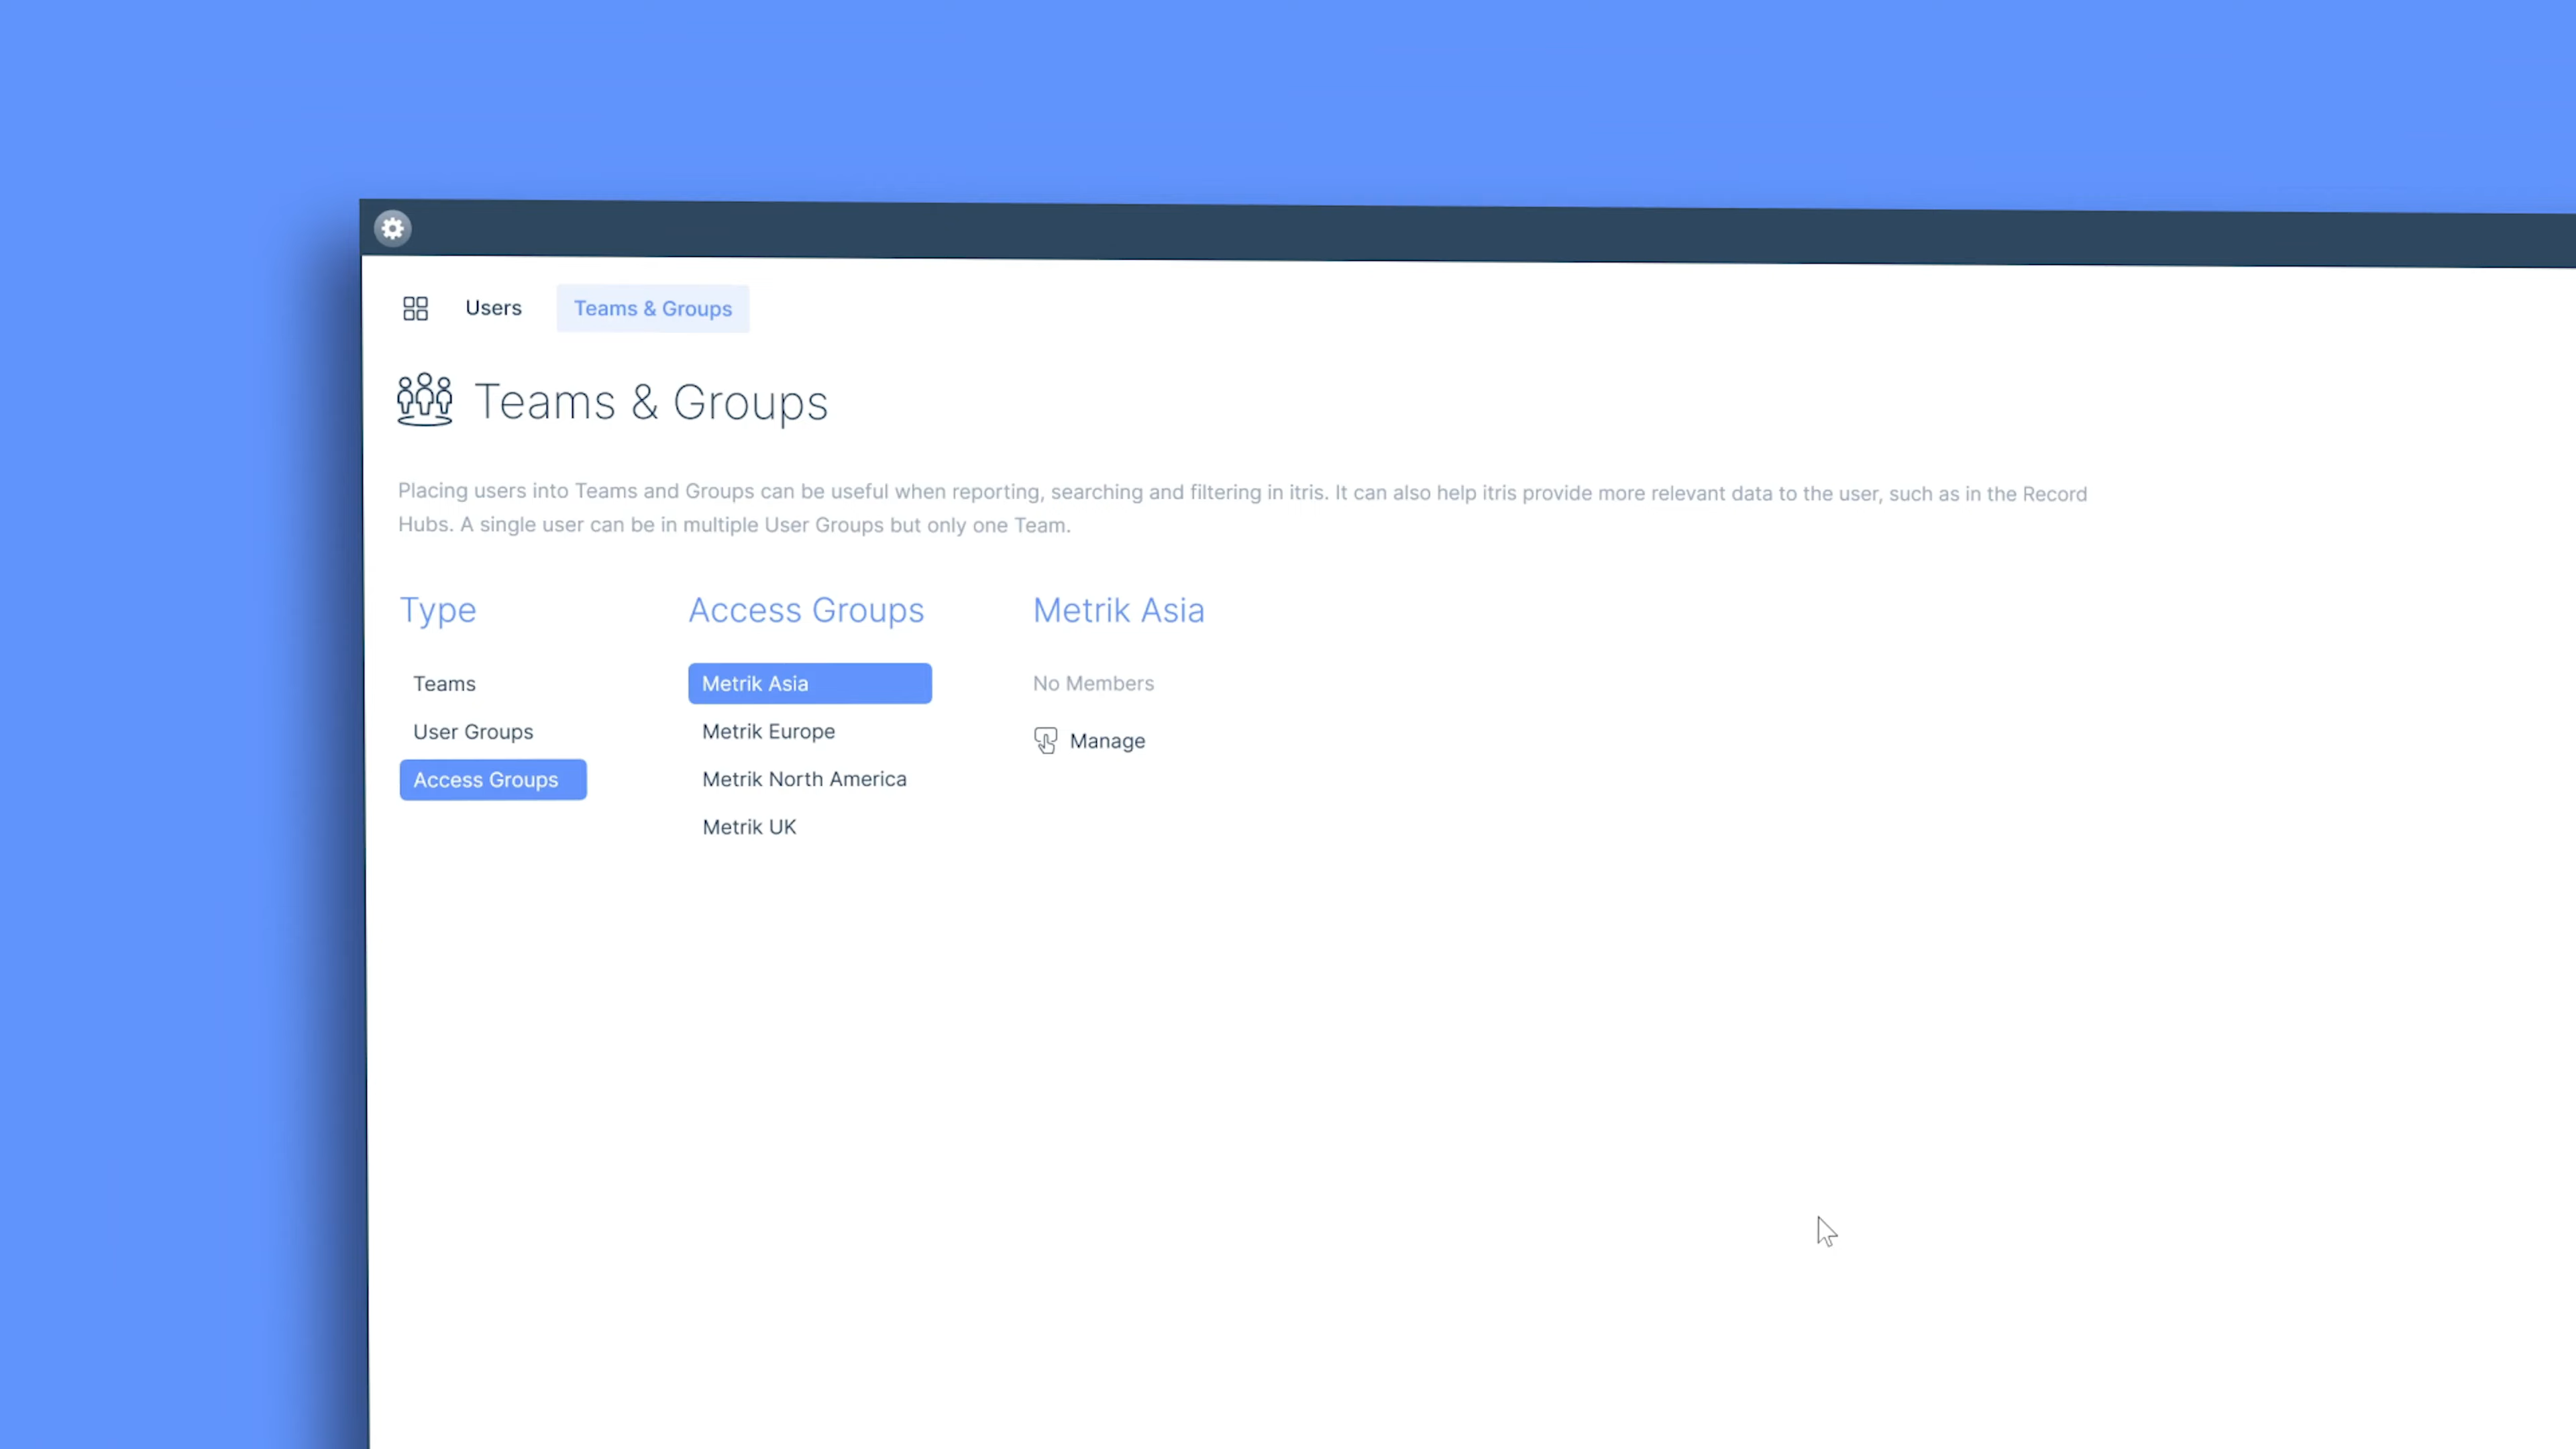 Users
Teams & Groups
Teams & Groups
Placing users into Teams and Groups can be useful when reporting, searching and filtering in itris. It can also help itris provide more relevant data to the user, such as in the Record
Hubs. A single user can be in multiple User Groups but only one Team.
Type
Teams
User Groups
Access Groups
Access Groups
Metrik Asia
Metrik Europe
Metrik North America
Metrik UK
Metrik Asia
No Members
Manage